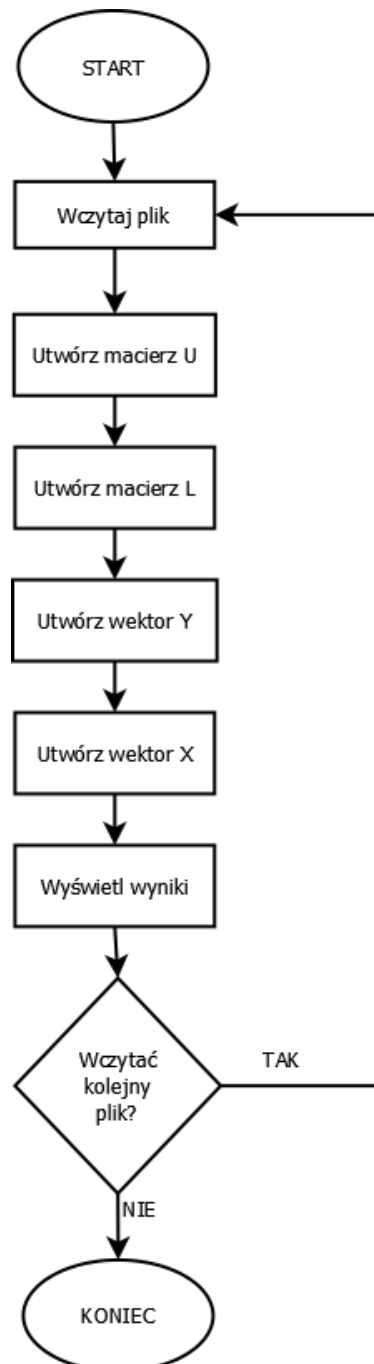 START
Wczytaj plik
Utwórz macierz U
Utwórz macierz L
Utwórz wektor Y
Utwórz wektor X
Wyświetl wyniki
Wczytać
kolejny
plik?
TAK
NIE
KONIEC